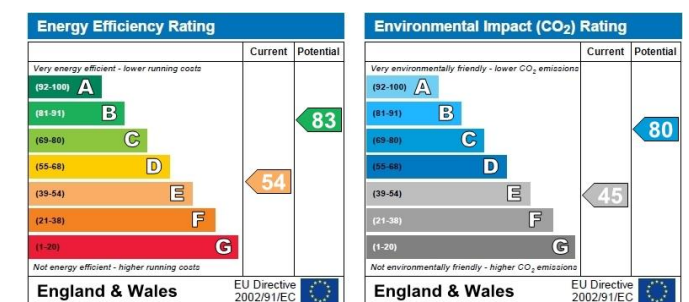 Energy Efficiency Rating
Current Potential
Very energy efficient - lower running costs
(92-100) A
(81-91) B
83
(69-80) C
(55-68) D
54
(39-54) E
(21-38) F
(1-20) G
Not energy efficient - higher running costs
England & Wales
EU Directive
2002/91/EC
Environmental Impact (CO2) Rating
Current Potential
Very environmentally friendly - lower CO2 emissions
(92-100) A
(81-91) B
(69-80) C
80
(55-68) D
(39-54) E
45
(21-38) F
(1-20) G
Not environmentally friendly - higher CO2 emissions
England & Wales
EU Directive
2002/91/EC